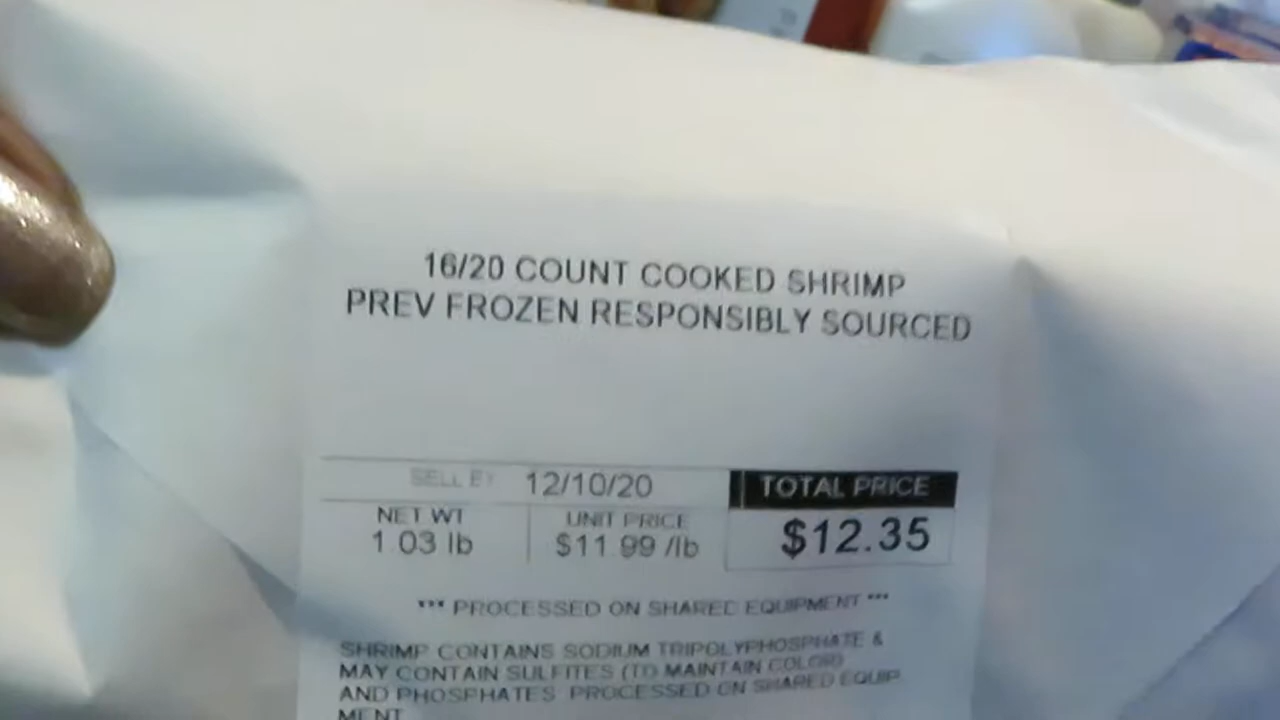 16/20 COUNT COOKED SHRIMP
PREV FROZEN RESPONSIBLY SOURCED
SELL BY 12/10/20
TOTAL PRICE
NET WT
UNIT PRICE
1.03 lb
$11.99 /lb
$12.35
*** PROCESSED ON SHARED EQUIPMENT ***
SHRIMP CONTAINS SODIUM TRIPOLYPHOSPHATE &
MAY CONTAIN SULFITES (TO MAINTAIN COLOR)
AND PHOSPHATES PROCESSED ON SHARED EQUIP
MENT